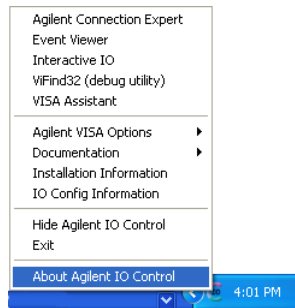 Agilent Connection Expert
Event Viewer
Interactive IO
ViFind32 (debug utility)
VISA Assistant
Agilent VISA Options
Documentation
Installation Information
IO Config Information
Hide Agilent IO Control
Exit
About Agilent IO Control
4:01 PM